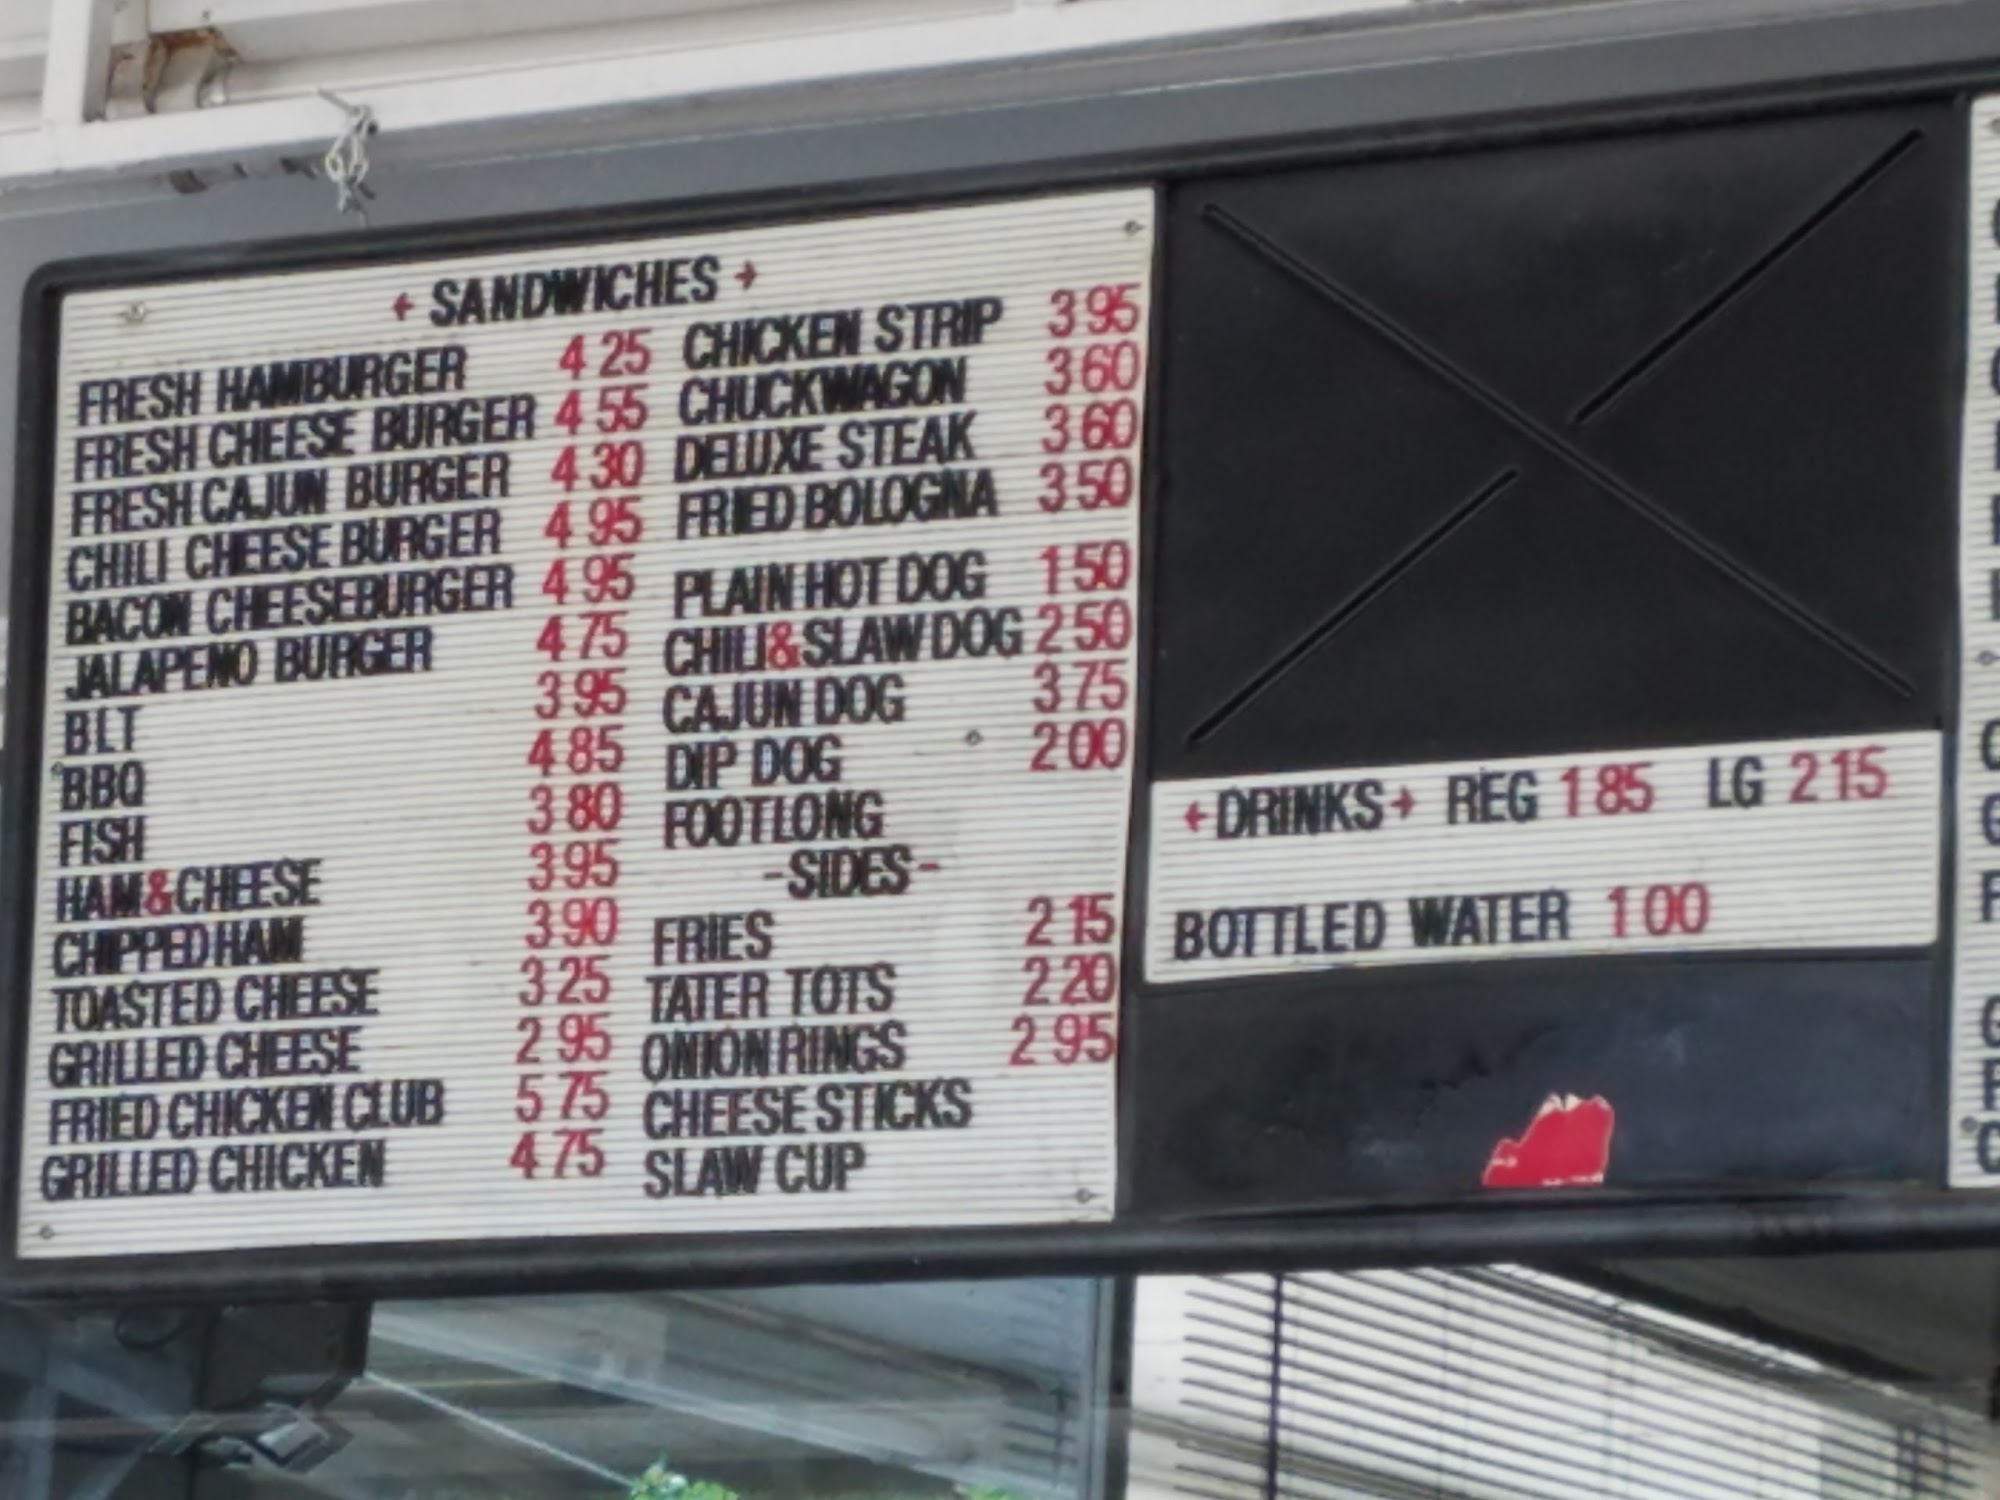 ← SANDWICHES →
FRESH HAMBURGER 4 25
FRESH CHEESE BURGER 4 55
FRESH CAJUN BURGER 4 30
CHILI CHEESE BURGER 4 95
BACON CHEESEBURGER 4 95
JALAPENO BURGER 4 75
BLT 3 95
BBQ 4 85
FISH 3 80
HAM&CHEESE 3 95
CHIPPED HAM 3 90
TOASTED CHEESE 3 25
GRILLED CHEESE 2 95
FRIED CHICKEN CLUB 5 75
GRILLED CHICKEN 4 75
CHICKEN STRIP 3 95
CHUCKWAGON 3 60
DELUXE STEAK 3 60
FRIED BOLOGNA 3 50
PLAIN HOT DOG 1 50
CHILI&SLAW DOG 2 50
CAJUN DOG 3 75
DIP DOG 2 00
FOOTLONG
-SIDES-
FRIES 2 15
TATER TOTS 2 20
ONION RINGS 2 95
CHEESE STICKS
SLAW CUP
←DRINKS→ REG 1 85 LG 2 15
BOTTLED WATER 1 00